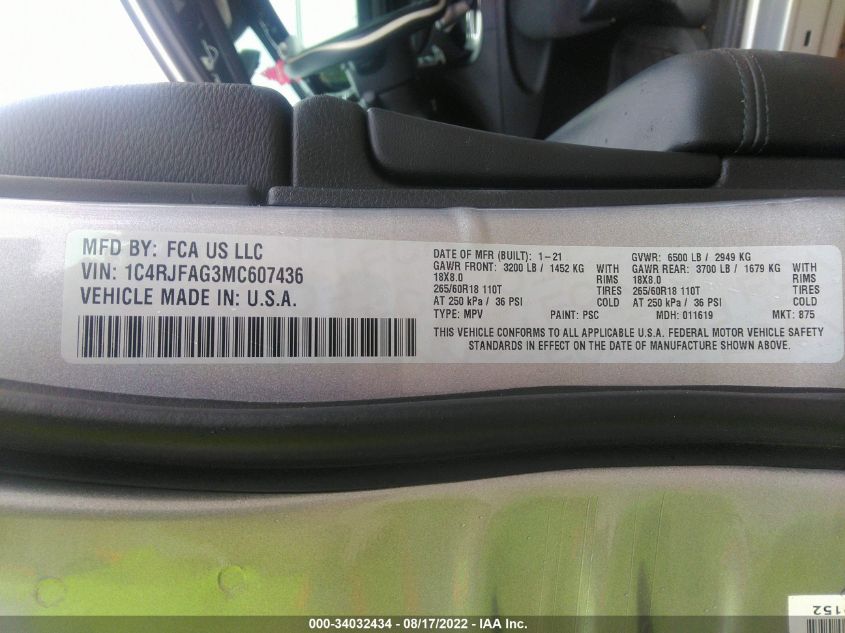 MFD BY: FCA US LLC
VIN: 1C4RJFAG3MC607436
VEHICLE MADE IN: U.S.A.
DATE OF MFR (BUILT): 1-21 GVWR: 6500 LB / 2949 KG
GAWR FRONT: 3200 LB / 1452 KG WITH GAWR REAR: 3700 LB / 1679 KG WITH
18X8.0 RIMS 18X8.0 RIMS
265/60R18 110T TIRES 265/60R18 110T TIRES
AT 250 kPa / 36 PSI COLD AT 250 kPa / 36 PSI COLD
TYPE: MPV PAINT: PSC MDH: 011619 MKT: 875
THIS VEHICLE CONFORMS TO ALL APPLICABLE U.S.A. FEDERAL MOTOR VEHICLE SAFETY
STANDARDS IN EFFECT ON THE DATE OF MANUFACTURE SHOWN ABOVE.
000-34032434 - 08/17/2022 - IAA Inc.